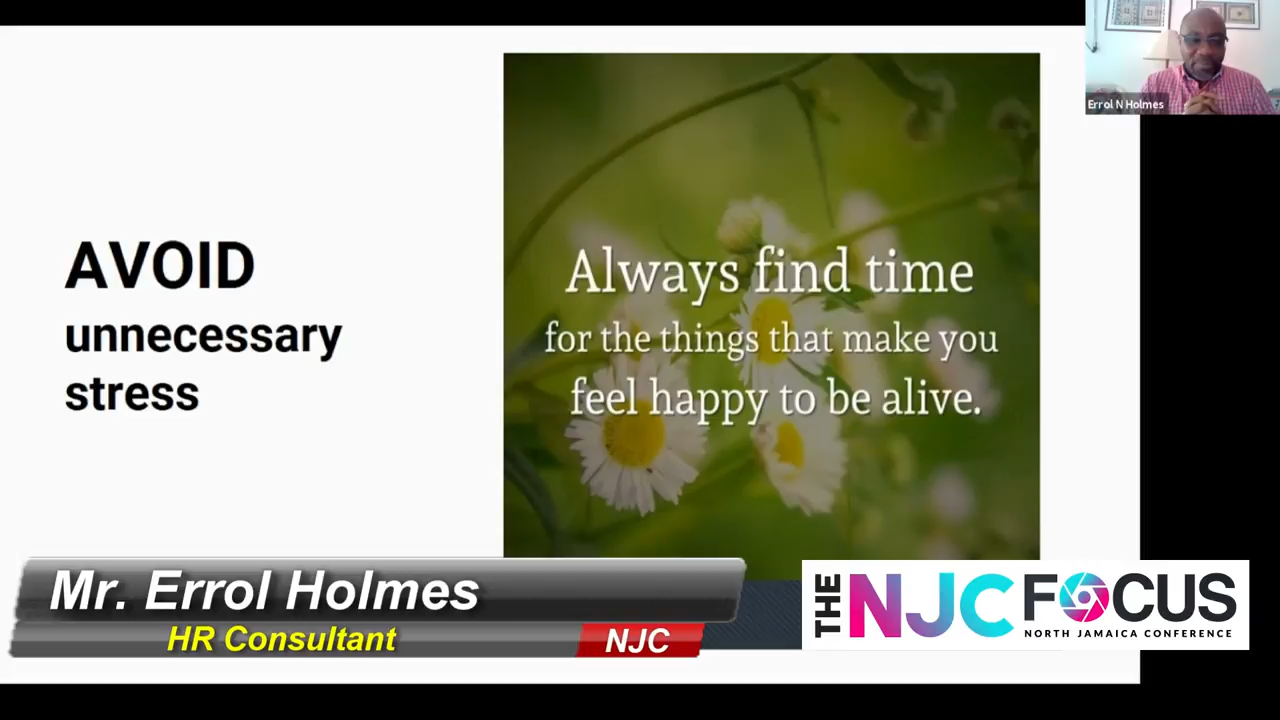 Errol N Holmes
AVOID
unnecessary
stress
Always find time
for the things that make you
feel happy to be alive.
Mr. Errol Holmes
HR Consultant
NJC
THE NJC FOCUS
NORTH JAMAICA CONFERENCE